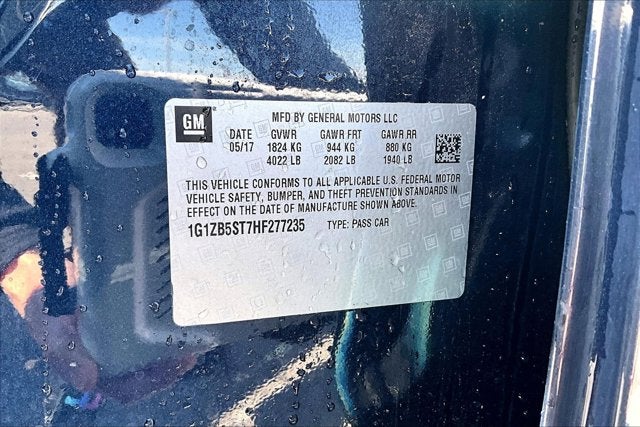 GM
MFD BY GENERAL MOTORS LLC
DATE GVWR GAWR FRT GAWR RR
05/17 1824 KG 944 KG 880 KG
4022 LB 2082 LB 1940 LB
THIS VEHICLE CONFORMS TO ALL APPLICABLE U.S. FEDERAL MOTOR
VEHICLE SAFETY, BUMPER, AND THEFT PREVENTION STANDARDS IN
EFFECT ON THE DATE OF MANUFACTURE SHOWN ABOVE.
1G1ZB5ST7HF277235 TYPE: PASS CAR